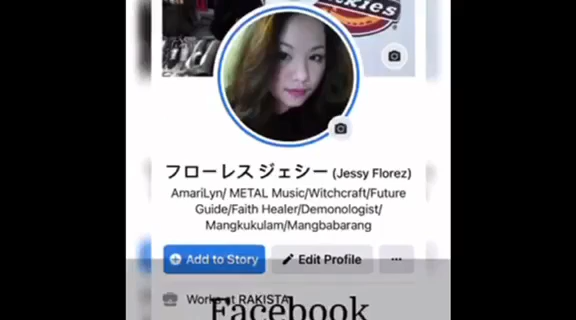 ckies
フローレス ジェシー (Jessy Florez)
AmariLyn/ METAL Music/Witchcraft/Future
Guide/Faith Healer/Demonologist/
Mangkukulam/Mangbabarang
Add to Story
Edit Profile
Works at RAKISTA
Facebook